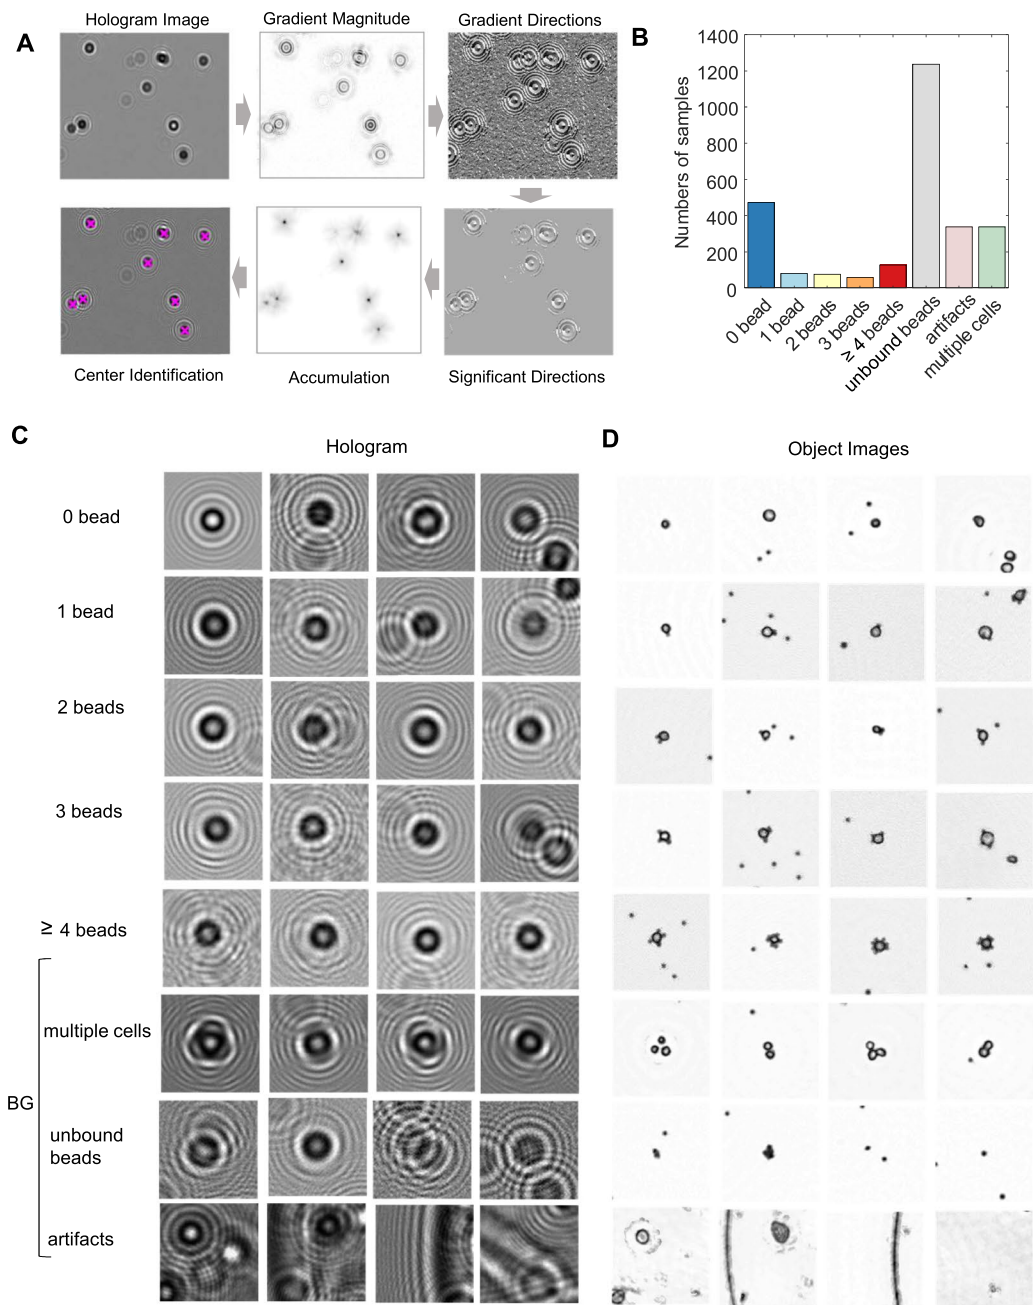 A
Hologram Image
Gradient Magnitude
Gradient Directions
Center Identification
Accumulation
Significant Directions
B
Numbers of samples
1400
1200
1000
800
600
400
200
0
0 bead
1 bead
2 beads
3 beads
≥ 4 beads
unbound beads
artifacts
multiple cells
C
Hologram
D
Object Images
0 bead
1 bead
2 beads
3 beads
≥ 4 beads
BG
multiple cells
unbound
beads
artifacts